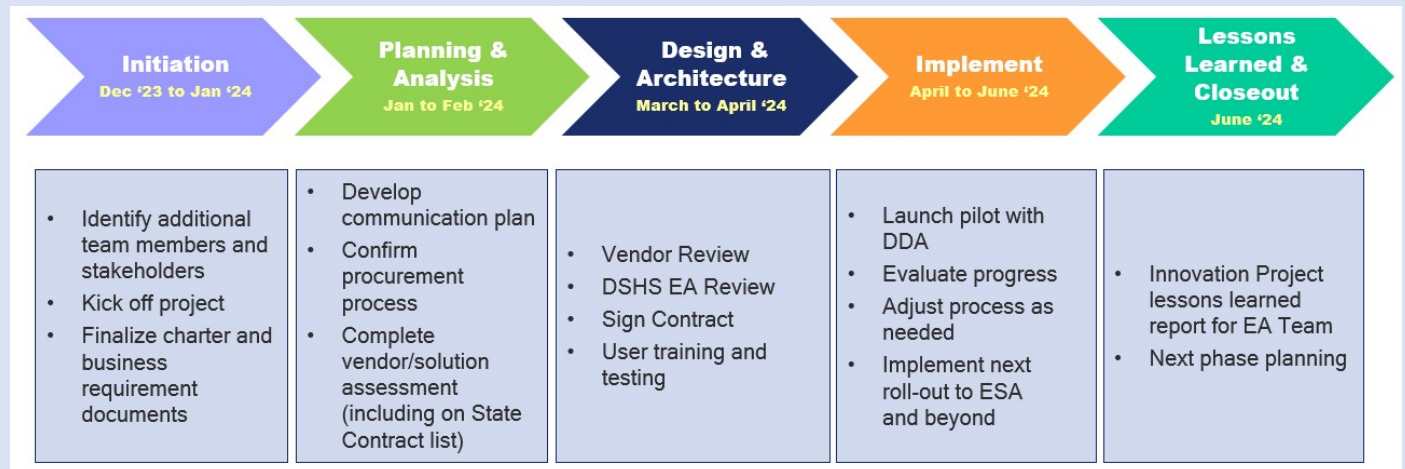 Initiation
Dec ‘23 to Jan ‘24
Planning &
Analysis
Jan to Feb ‘24
Design &
Architecture
March to April ‘24
Implement
April to June ‘24
Lessons
Learned &
Closeout
June ‘24
• Identify additional
team members and
stakeholders
• Kick off project
• Finalize charter and
business
requirement
documents
• Develop
communication plan
• Confirm
procurement
process
• Complete
vendor/solution
assessment
(including on State
Contract list)
• Vendor Review
• DSHS EA Review
• Sign Contract
• User training and
testing
• Launch pilot with
DDA
• Evaluate progress
• Adjust process as
needed
• Implement next
roll-out to ESA
and beyond
• Innovation Project
lessons learned
report for EA Team
• Next phase planning